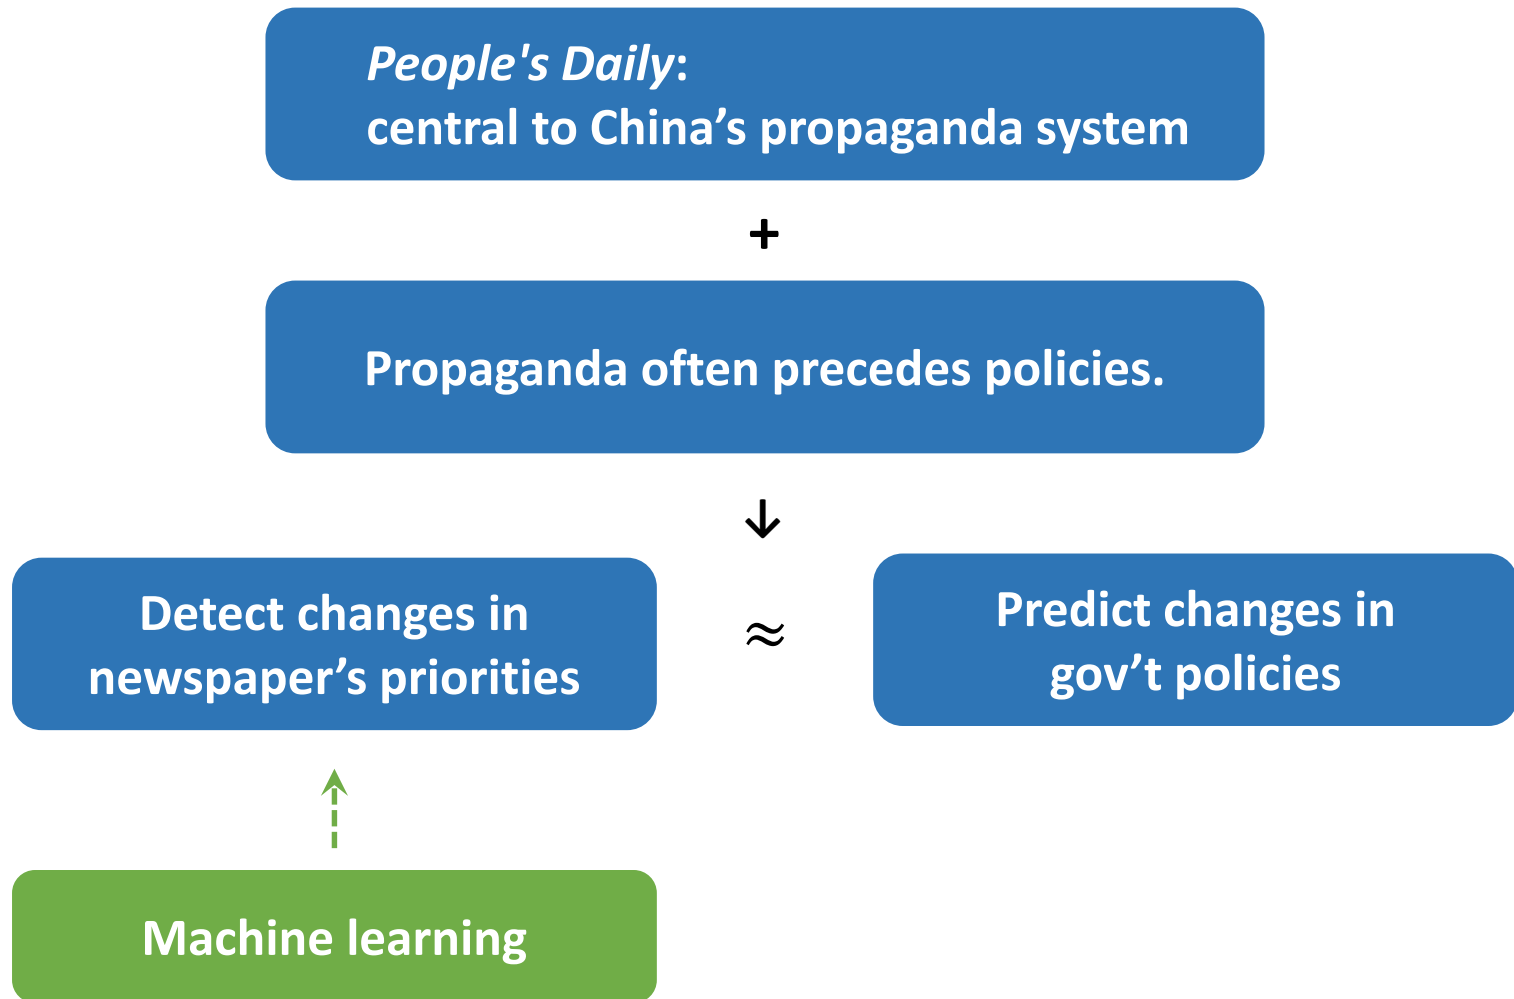 People's Daily:
central to China’s propaganda system
+
Propaganda often precedes policies.
↓
Detect changes in
newspaper’s priorities
≈
Predict changes in
gov’t policies
Machine learning